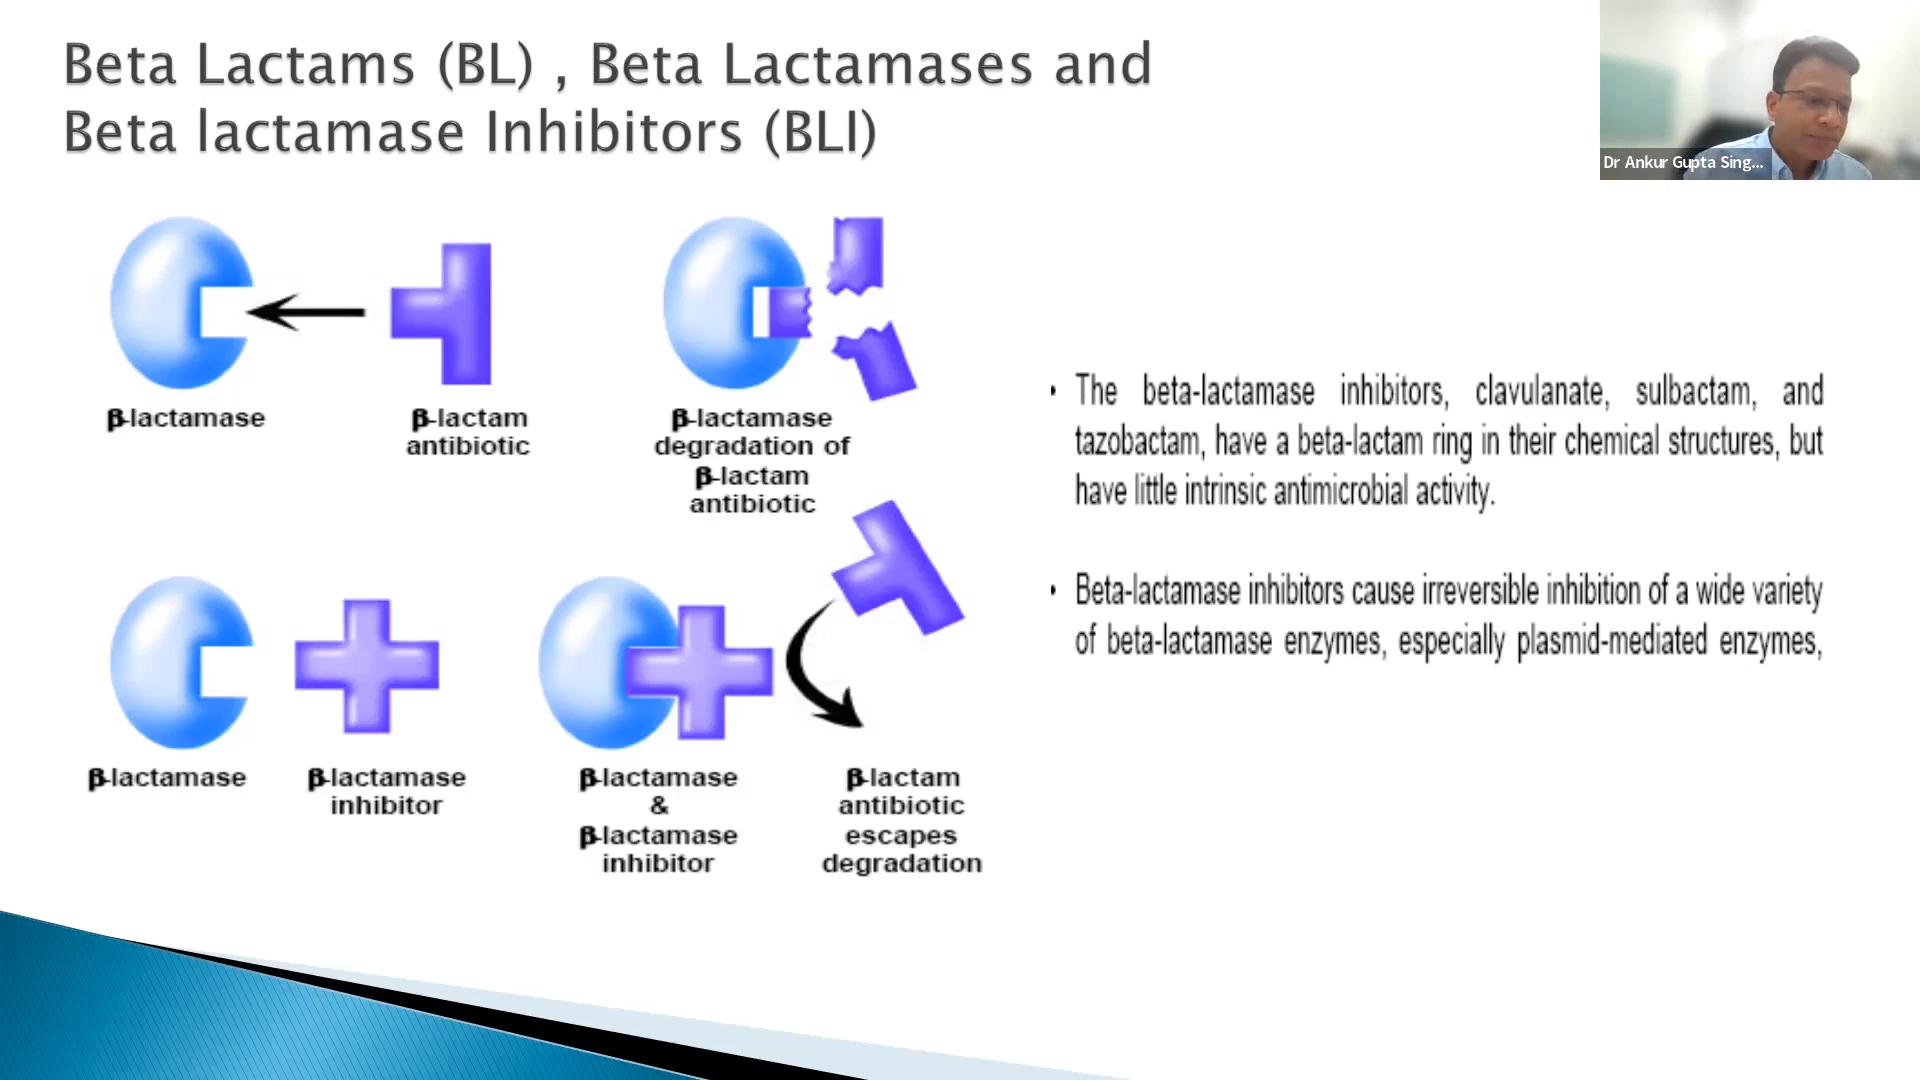 Beta Lactams (BL) , Beta Lactamases and
Beta lactamase Inhibitors (BLI)
Dr Ankur Gupta Sing...
β-lactamase
β-lactam
antibiotic
β-lactamase
degradation of
β-lactam
antibiotic
β-lactamase
β-lactamase
inhibitor
β-lactamase
&
β-lactamase
inhibitor
β-lactam
antibiotic
escapes
degradation
• The beta-lactamase inhibitors, clavulanate, sulbactam, and
tazobactam, have a beta-lactam ring in their chemical structures, but
have little intrinsic antimicrobial activity.
• Beta-lactamase inhibitors cause irreversible inhibition of a wide variety
of beta-lactamase enzymes, especially plasmid-mediated enzymes,